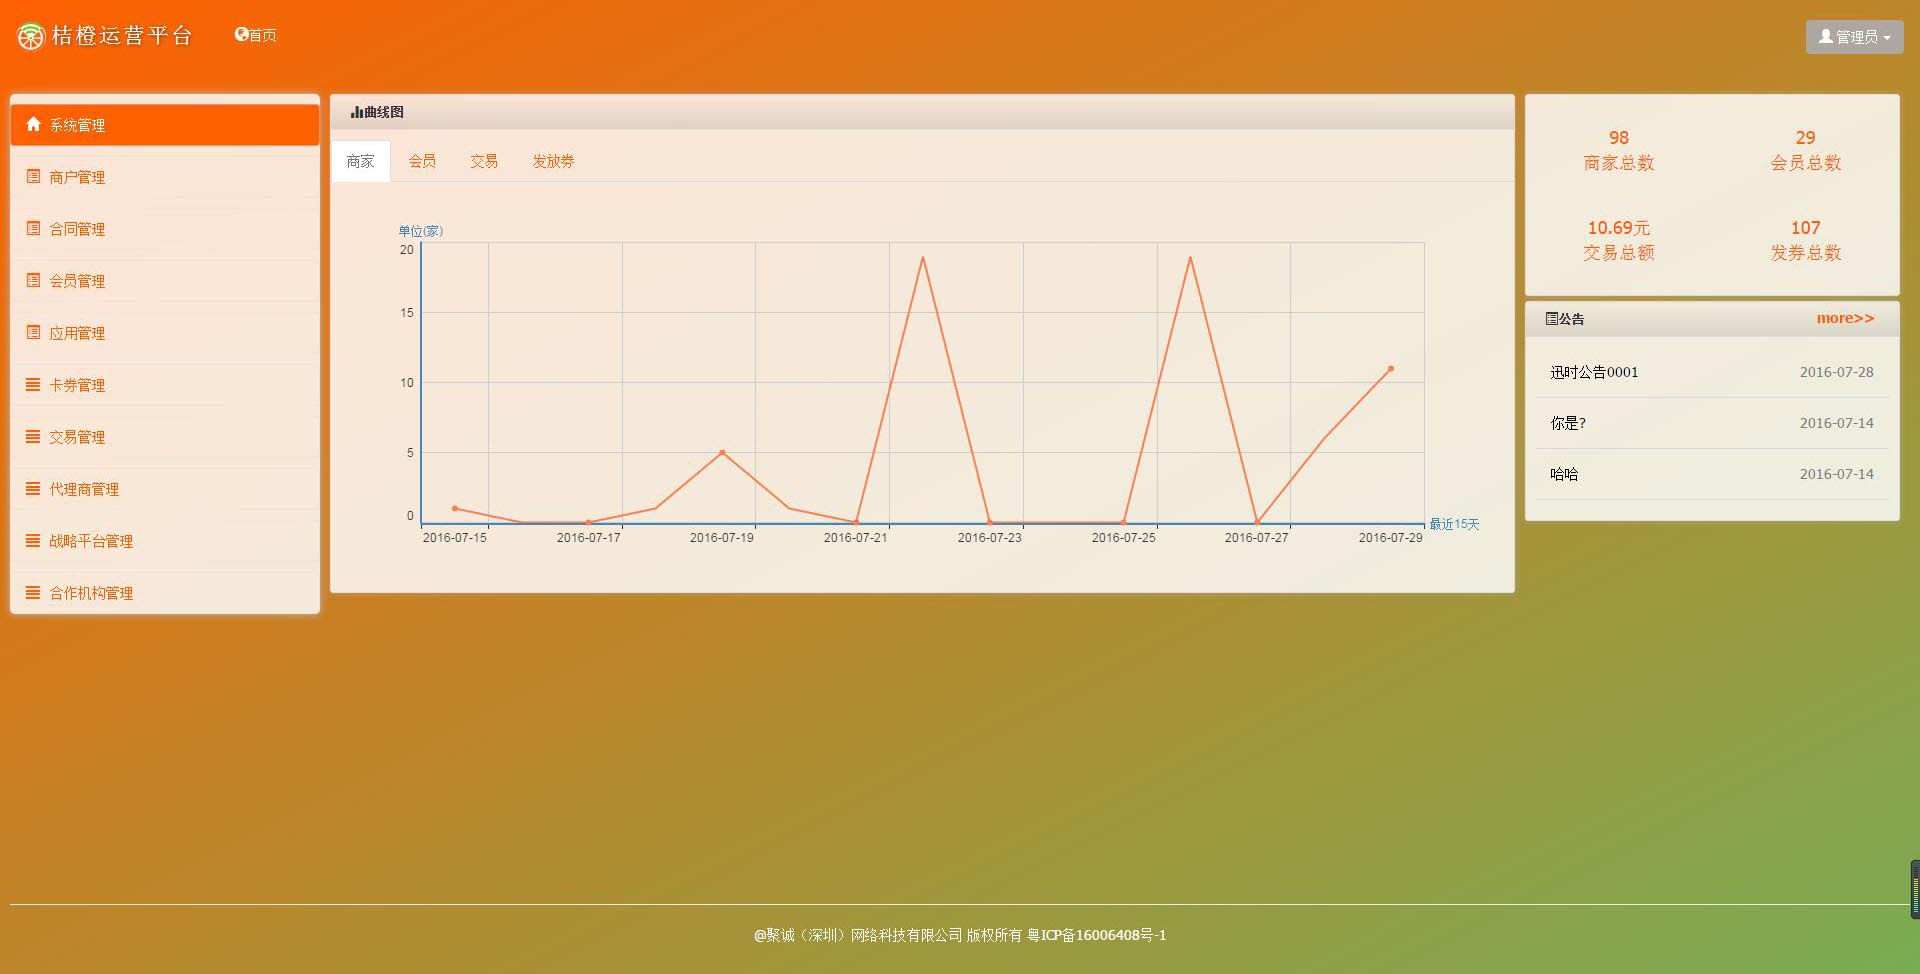 桔橙运营平台
首页
管理员
系统管理
商户管理
合同管理
会员管理
应用管理
卡券管理
交易管理
代理商管理
战略平台管理
合作机构管理
曲线图
商家 会员 交易 发放券
单位(家)
20
15
10
5
0
2016-07-15 2016-07-17 2016-07-19 2016-07-21 2016-07-23 2016-07-25 2016-07-27 2016-07-29
最近15天
98 29
商家总数 会员总数
10.69元 107
交易总额 发券总数
公告 more>>
迅时公告0001 2016-07-28
你是? 2016-07-14
哈哈 2016-07-14
@聚诚（深圳）网络科技有限公司 版权所有 粤ICP备16006408号-1